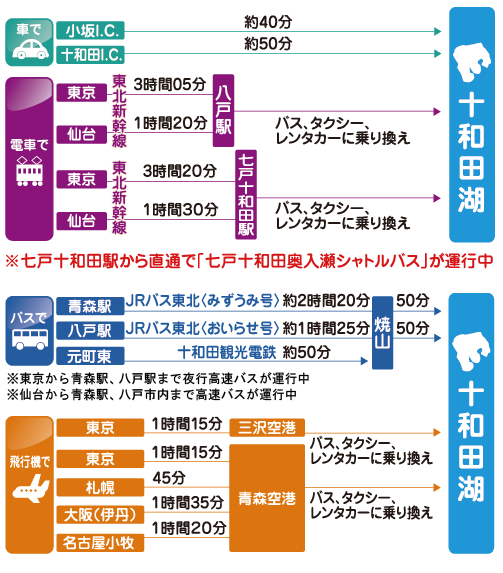 車で
小坂I.C.
約40分
十和田I.C.
約50分
電車で
東京
東北新幹線
3時間05分
仙台
1時間20分
八戸駅
バス、タクシー、
レンタカーに乗り換え
東京
東北新幹線
3時間20分
仙台
1時間30分
七戸十和田駅
バス、タクシー、
レンタカーに乗り換え
十和田湖
※七戸十和田駅から直通で「七戸十和田奥入瀬シャトルバス」が運行中
バスで
青森駅
JRバス東北〈みずうみ号〉
約2時間20分
50分
八戸駅
JRバス東北〈おいらせ号〉
約1時間25分
50分
元町東
十和田観光電鉄
約50分
焼山
※東京から青森駅、八戸駅まで夜行高速バスが運行中
※仙台から青森駅、八戸市内まで高速バスが運行中
飛行機で
東京
1時間15分
三沢空港
バス、タクシー、
レンタカーに乗り換え
東京
1時間15分
札幌
45分
大阪(伊丹)
1時間35分
名古屋小牧
1時間20分
青森空港
バス、タクシー、
レンタカーに乗り換え
十和田湖